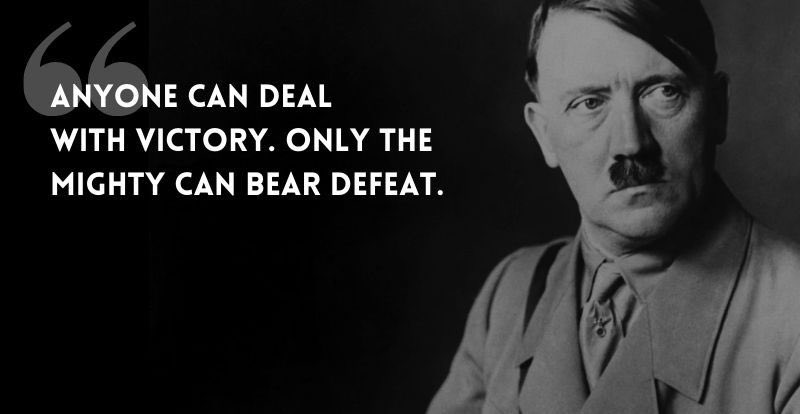 ANYONE CAN DEAL
WITH VICTORY. ONLY THE
MIGHTY CAN BEAR DEFEAT.